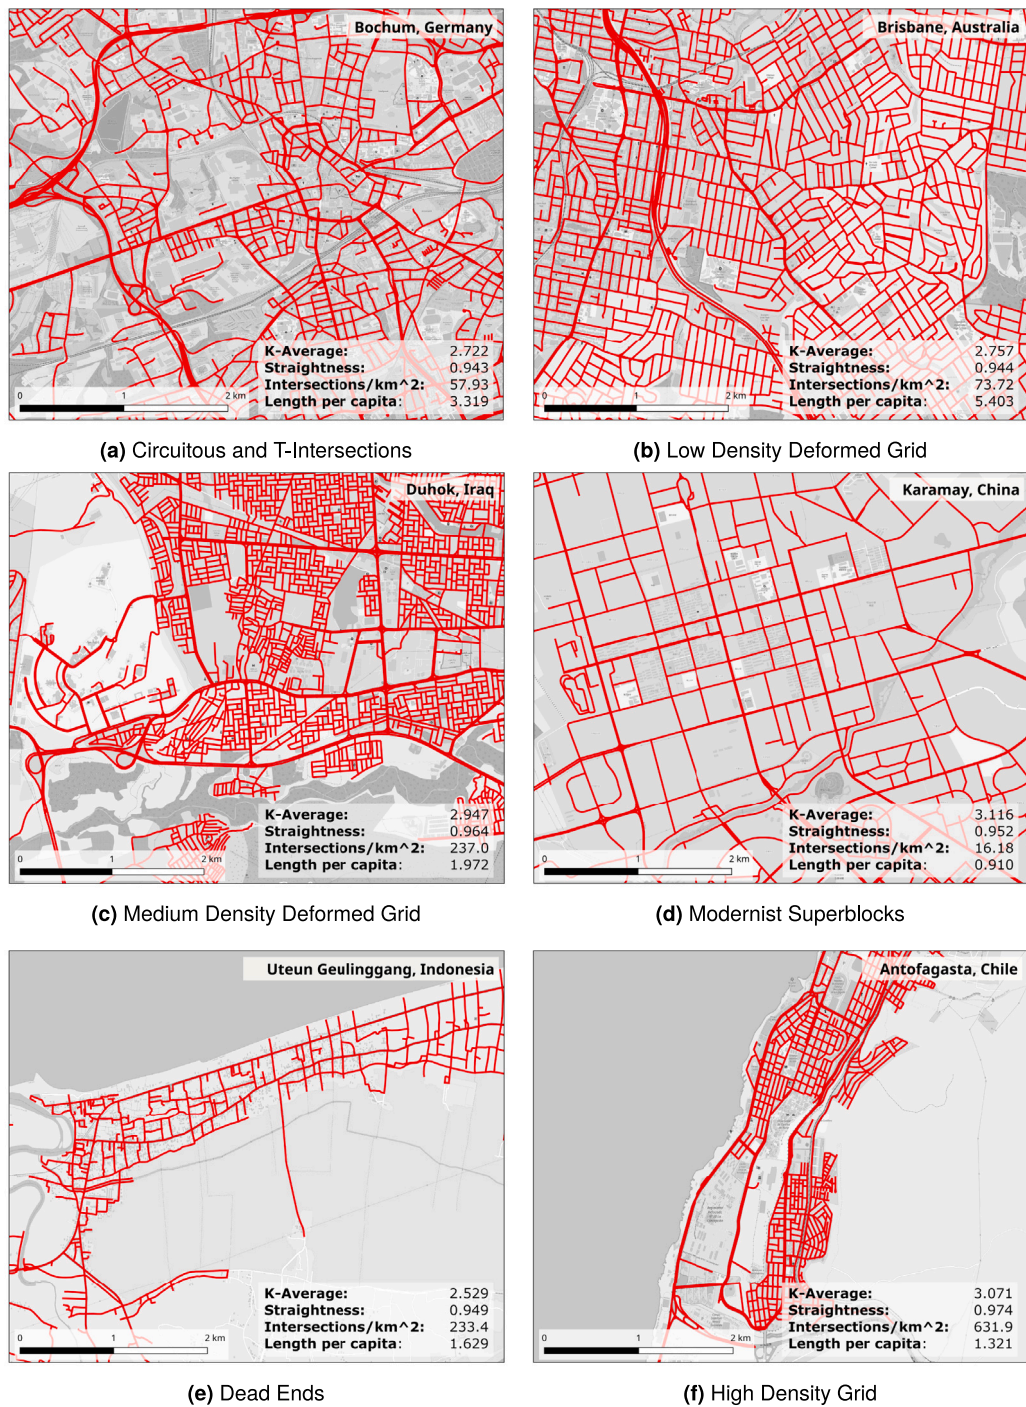 Bochum, Germany
K-Average: 2.722
Straightness: 0.943
Intersections/km^2: 57.93
Length per capita: 3.319
0 1 2 km
(a) Circuitous and T-Intersections
Brisbane, Australia
K-Average: 2.757
Straightness: 0.944
Intersections/km^2: 73.72
Length per capita: 5.403
0 1 2 km
(b) Low Density Deformed Grid
Duhok, Iraq
K-Average: 2.947
Straightness: 0.964
Intersections/km^2: 237.0
Length per capita: 1.972
0 1 2 km
(c) Medium Density Deformed Grid
Karamay, China
K-Average: 3.116
Straightness: 0.952
Intersections/km^2: 16.18
Length per capita: 0.910
0 1 2 km
(d) Modernist Superblocks
Uteun Geulinggang, Indonesia
K-Average: 2.529
Straightness: 0.949
Intersections/km^2: 233.4
Length per capita: 1.629
0 1 2 km
(e) Dead Ends
Antofagasta, Chile
K-Average: 3.071
Straightness: 0.974
Intersections/km^2: 631.9
Length per capita: 1.321
0 1 2 km
(f) High Density Grid